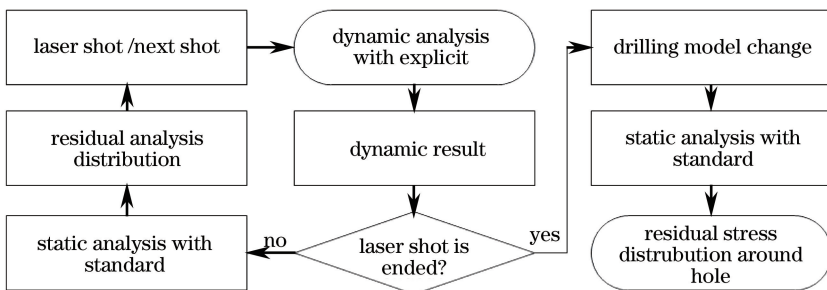 laser shot /next shot
dynamic analysis
with explicit
drilling model change
residual analysis
distribution
dynamic result
static analysis with
standard
static analysis with
standard
no
laser shot is
ended?
yes
residual stress
distrubution around
hole